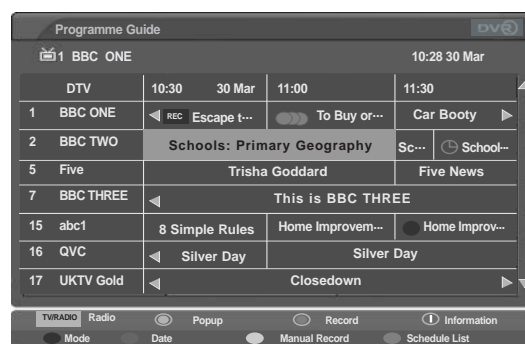 Programme Guide DVR
1 BBC ONE 10:28 30 Mar
DTV 10:30 30 Mar 11:00 11:30
1 BBC ONE REC Escape t··· To Buy or··· Car Booty
2 BBC TWO Schools: Primary Geography Sc··· School···
5 Five Trisha Goddard Five News
7 BBC THREE This is BBC THREE
15 abc1 8 Simple Rules Home Improvem··· Home Improv···
16 QVC Silver Day Silver Day
17 UKTV Gold Closedown
TV/RADIO Radio Popup Record Information
Mode Date Manual Record Schedule List